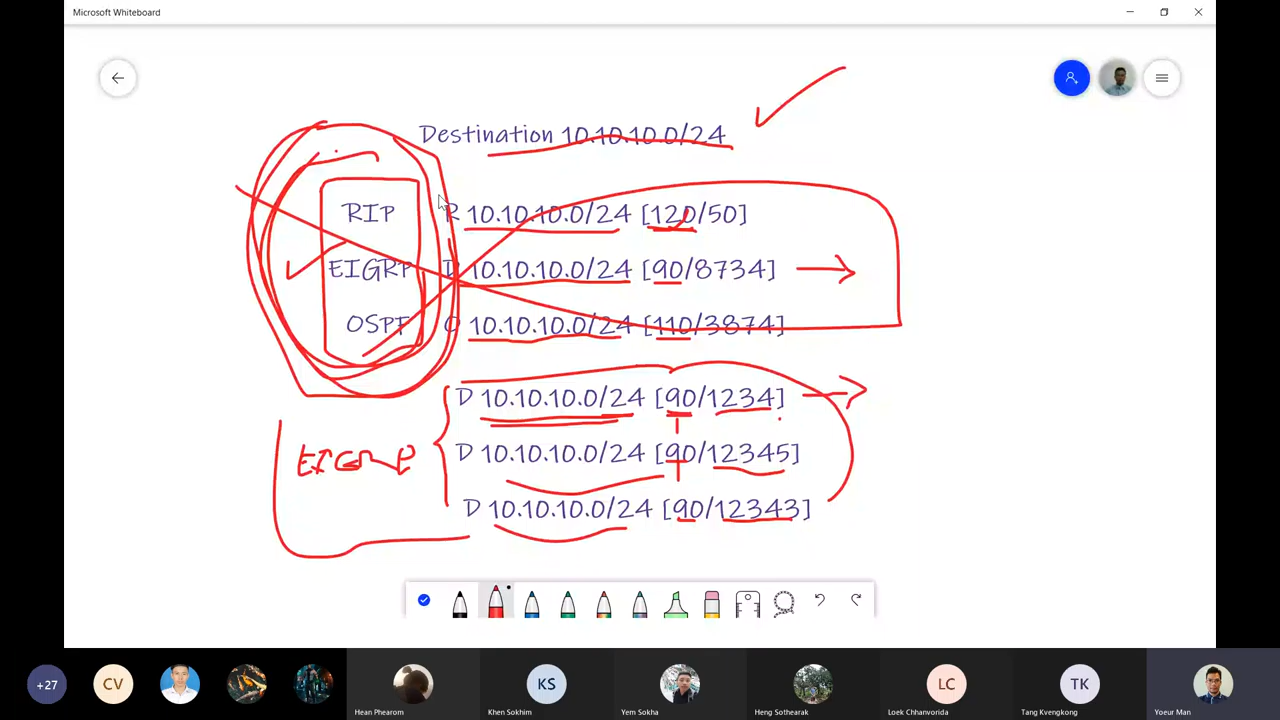 Microsoft Whiteboard
Destination 10.10.10.0/24
RIP R 10.10.10.0/24 [120/50]
EIGRP D 10.10.10.0/24 [90/8734]
OSPF O 10.10.10.0/24 [110/3874]
D 10.10.10.0/24 [90/1234]
EIGRP D 10.10.10.0/24 [90/12345]
D 10.10.10.0/24 [90/12343]
+27 CV KS LC TK
Hean Phearom Khen Sokhim Yem Sokha Heng Sothearak Loek Chhanvorida Tang Kvengkong Yoeur Man